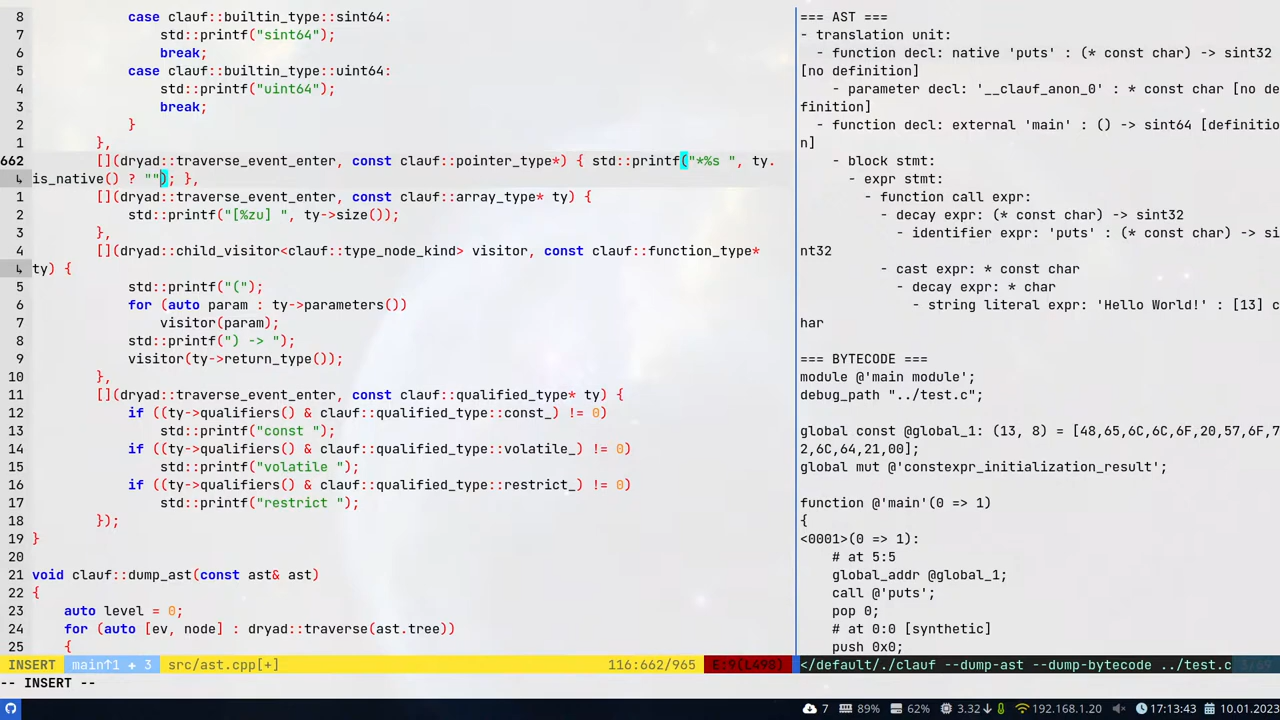 8             case clauf::builtin_type::sint64:
7                 std::printf("sint64");
6                 break;
5             case clauf::builtin_type::uint64:
4                 std::printf("uint64");
3                 break;
2             }
1         },
662         [](dryad::traverse_event_enter, const clauf::pointer_type*) { std::printf("*%s ", ty.
4 is_native() ? ""); },
1         [](dryad::traverse_event_enter, const clauf::array_type* ty) {
2             std::printf("[%zu] ", ty->size());
3         },
4         [](dryad::child_visitor<clauf::type_node_kind> visitor, const clauf::function_type*
4 ty) {
5             std::printf("(");
6             for (auto param : ty->parameters())
7                 visitor(param);
8             std::printf(") -> ");
9             visitor(ty->return_type());
10         },
11         [](dryad::traverse_event_enter, const clauf::qualified_type* ty) {
12             if ((ty->qualifiers() & clauf::qualified_type::const_) != 0)
13                 std::printf("const ");
14             if ((ty->qualifiers() & clauf::qualified_type::volatile_) != 0)
15                 std::printf("volatile ");
16             if ((ty->qualifiers() & clauf::qualified_type::restrict_) != 0)
17                 std::printf("restrict ");
18         });
19 }
20
21 void clauf::dump_ast(const ast& ast)
22 {
23     auto level = 0;
24     for (auto [ev, node] : dryad::traverse(ast.tree))
25     {
INSERT main↑1 + 3 src/ast.cpp[+] 116:662/965 E:9(L498)
-- INSERT --
=== AST ===
- translation unit:
  - function decl: native 'puts' : (* const char) -> sint32
[no definition]
    - parameter decl: '__clauf_anon_0' : * const char [no de
finition]
  - function decl: external 'main' : () -> sint64 [definitio
n]
    - block stmt:
      - expr stmt:
        - function call expr:
          - decay expr: (* const char) -> sint32
            - identifier expr: 'puts' : (* const char) -> si
nt32
          - cast expr: * const char
            - decay expr: * char
              - string literal expr: 'Hello World!' : [13] c
har
=== BYTECODE ===
module @'main module';
debug_path "../test.c";
global const @global_1: (13, 8) = [48,65,6C,6C,6F,20,57,6F,7
2,6C,64,21,00];
global mut @'constexpr_initialization_result';
function @'main'(0 => 1)
{
<0001>(0 => 1):
    # at 5:5
    global_addr @global_1;
    call @'puts';
    pop 0;
    # at 0:0 [synthetic]
    push 0x0;
</default/./clauf --dump-ast --dump-bytecode ../test.c 3/69
7 89% 62% 3.32 192.168.1.20 17:13:43 10.01.2023